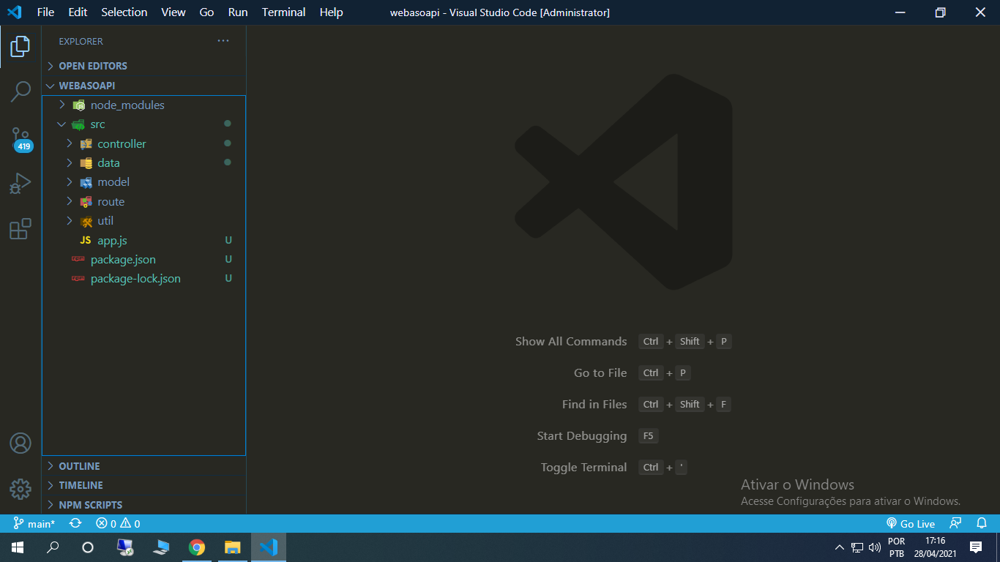 File Edit Selection View Go Run Terminal Help webasoapi - Visual Studio Code [Administrator]
EXPLORER ···
OPEN EDITORS
WEBASOAPI
node_modules
src
controller
data
model
route
util
JS app.js U
package.json U
package-lock.json U
419
Show All Commands Ctrl + Shift + P
Go to File Ctrl + P
Find in Files Ctrl + Shift + F
Start Debugging F5
Toggle Terminal Ctrl + '
OUTLINE
TIMELINE
NPM SCRIPTS
Ativar o Windows
Acesse Configurações para ativar o Windows.
main* 0 0 Go Live
POR 17:16
PTB 28/04/2021